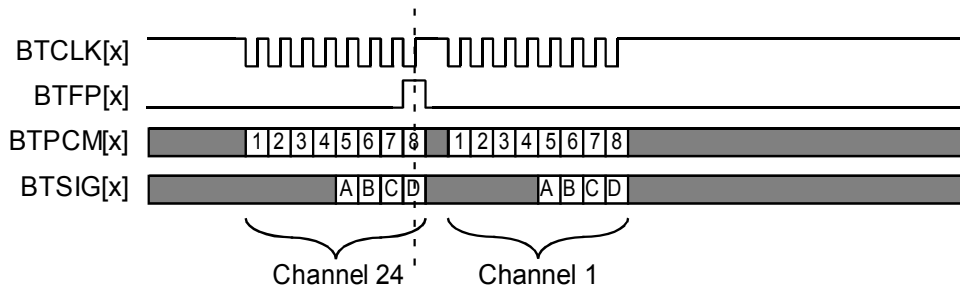 BTCLK[x]
BTFP[x]
BTPCM[x] 1 2 3 4 5 6 7 8 1 2 3 4 5 6 7 8
BTSIG[x] A B C D A B C D
Channel 24 Channel 1